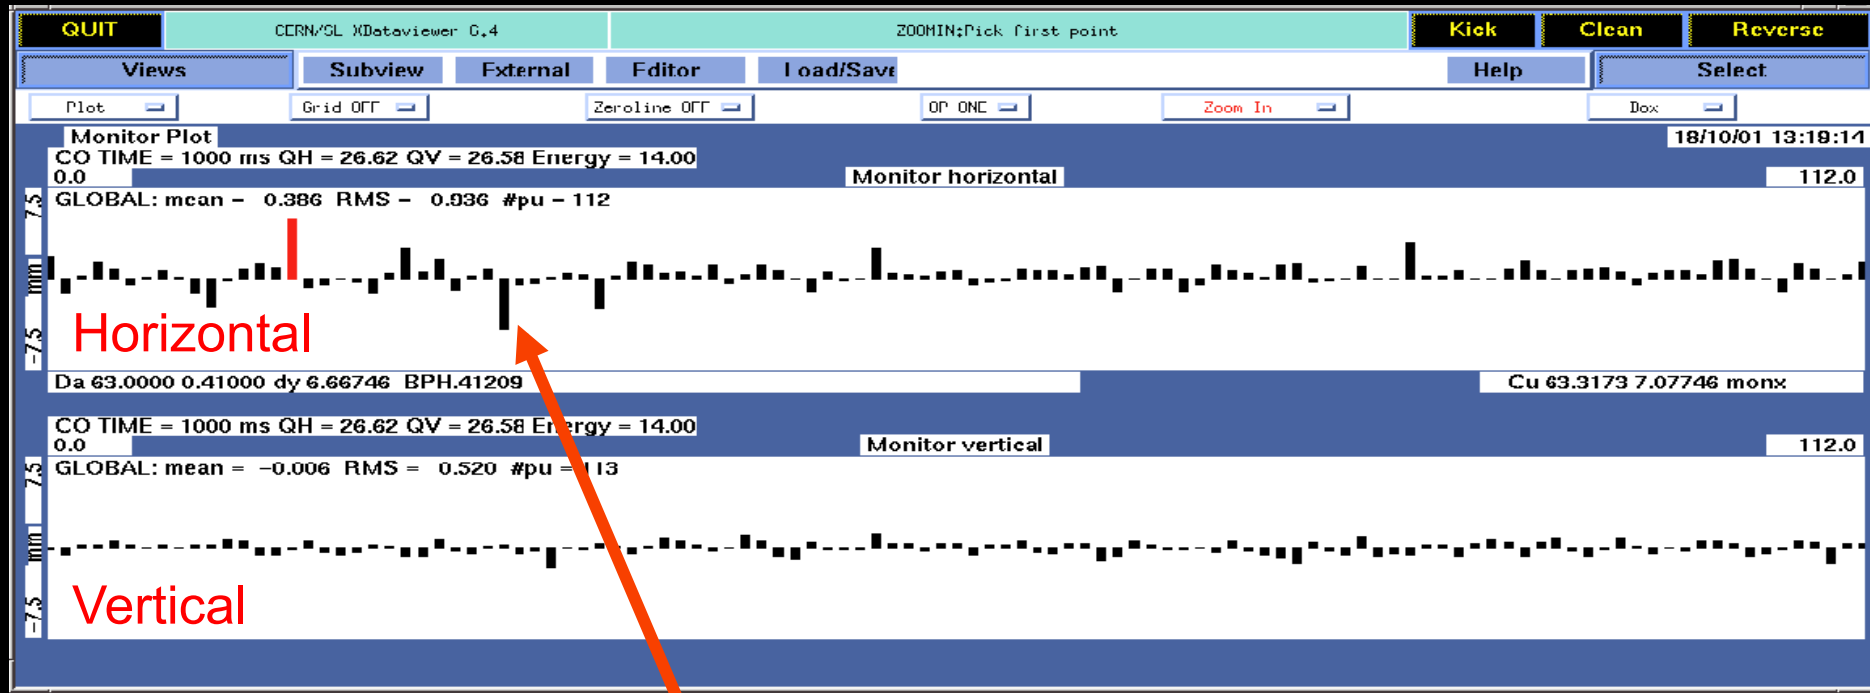 QUIT CERN/SL XDataviewer 6.4 ZOOMIN:Pick first point Kick Clean Reverse
Views Subview External Editor Load/Save Help Select
Plot Grid OFF Zeroline OFF OP ONE Zoom In Box
Monitor Plot 18/10/01 13:19:14
CO TIME = 1000 ms QH = 26.62 QV = 26.58 Energy = 14.00
0.0 Monitor horizontal 112.0
7.5 GLOBAL: mean = 0.386 RMS = 0.936 #pu = 112
mm
-7.5 Horizontal
Da 63.0000 0.41000 dy 6.66746 BPH.41209 Cu 63.3173 7.07746 monx
CO TIME = 1000 ms QH = 26.62 QV = 26.58 Energy = 14.00
0.0 Monitor vertical 112.0
7.5 GLOBAL: mean = -0.006 RMS = 0.520 #pu = 113
mm
-7.5 Vertical